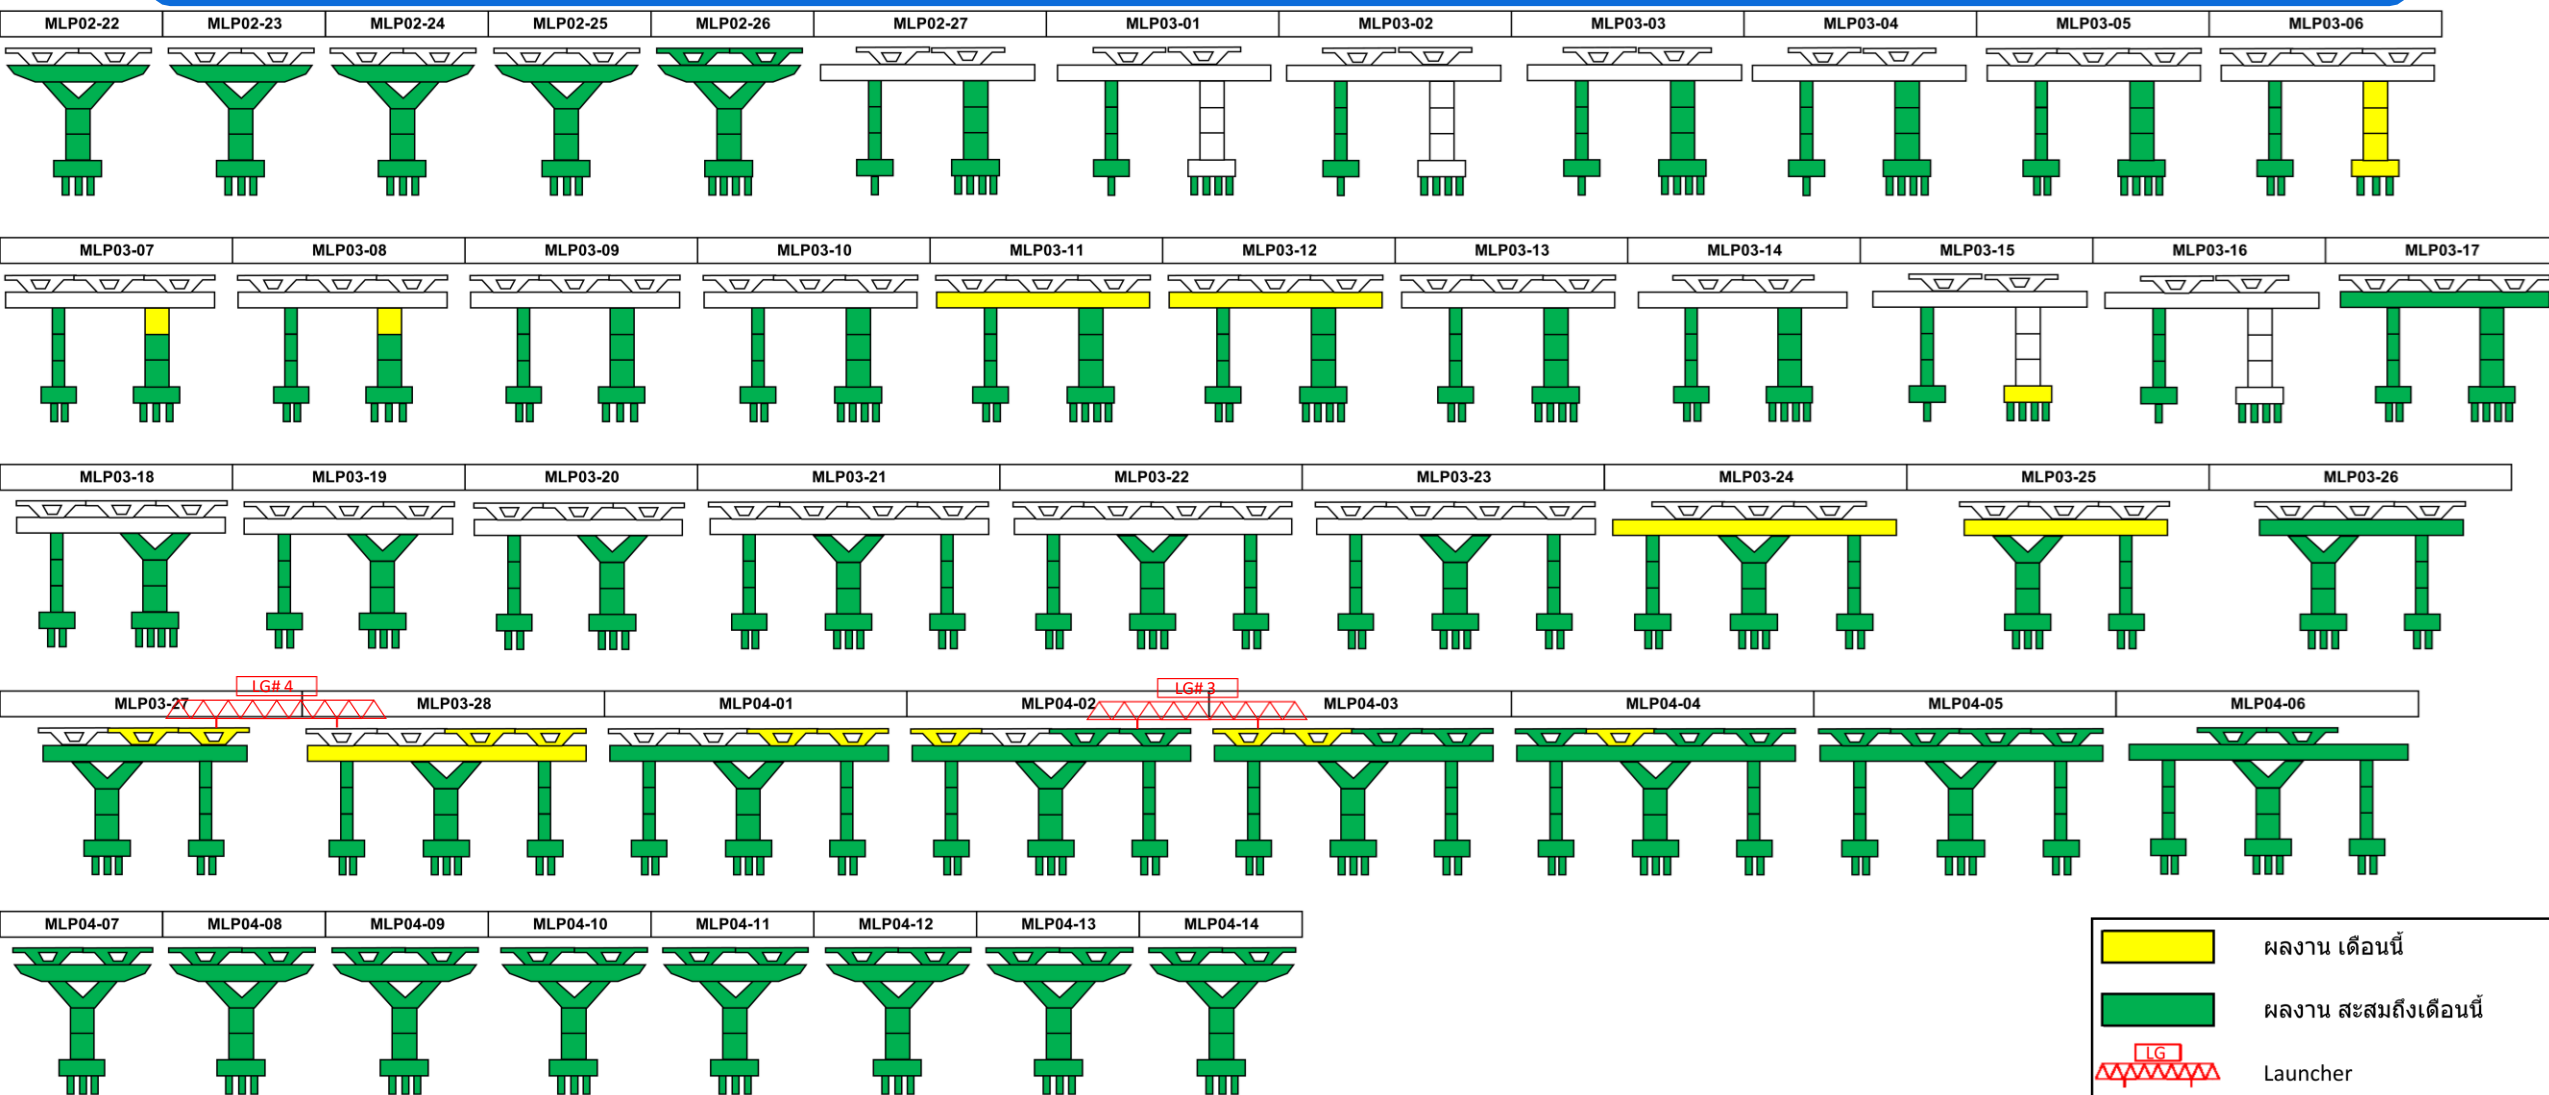 MLP02-22 MLP02-23 MLP02-24 MLP02-25 MLP02-26 MLP02-27 MLP03-01 MLP03-02 MLP03-03 MLP03-04 MLP03-05 MLP03-06
MLP03-07 MLP03-08 MLP03-09 MLP03-10 MLP03-11 MLP03-12 MLP03-13 MLP03-14 MLP03-15 MLP03-16 MLP03-17
MLP03-18 MLP03-19 MLP03-20 MLP03-21 MLP03-22 MLP03-23 MLP03-24 MLP03-25 MLP03-26
LG# 4 LG# 3
MLP03-27 MLP03-28 MLP04-01 MLP04-02 MLP04-03 MLP04-04 MLP04-05 MLP04-06
MLP04-07 MLP04-08 MLP04-09 MLP04-10 MLP04-11 MLP04-12 MLP04-13 MLP04-14
ผลงาน เดือนนี้
ผลงาน สะสมถึงเดือนนี้
LG
Launcher